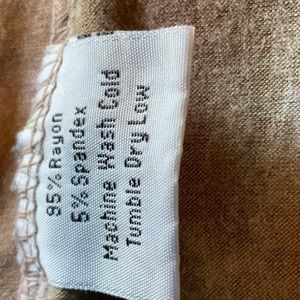 95% Rayon
5% Spandex
Machine Wash Cold
Tumble Dry Low